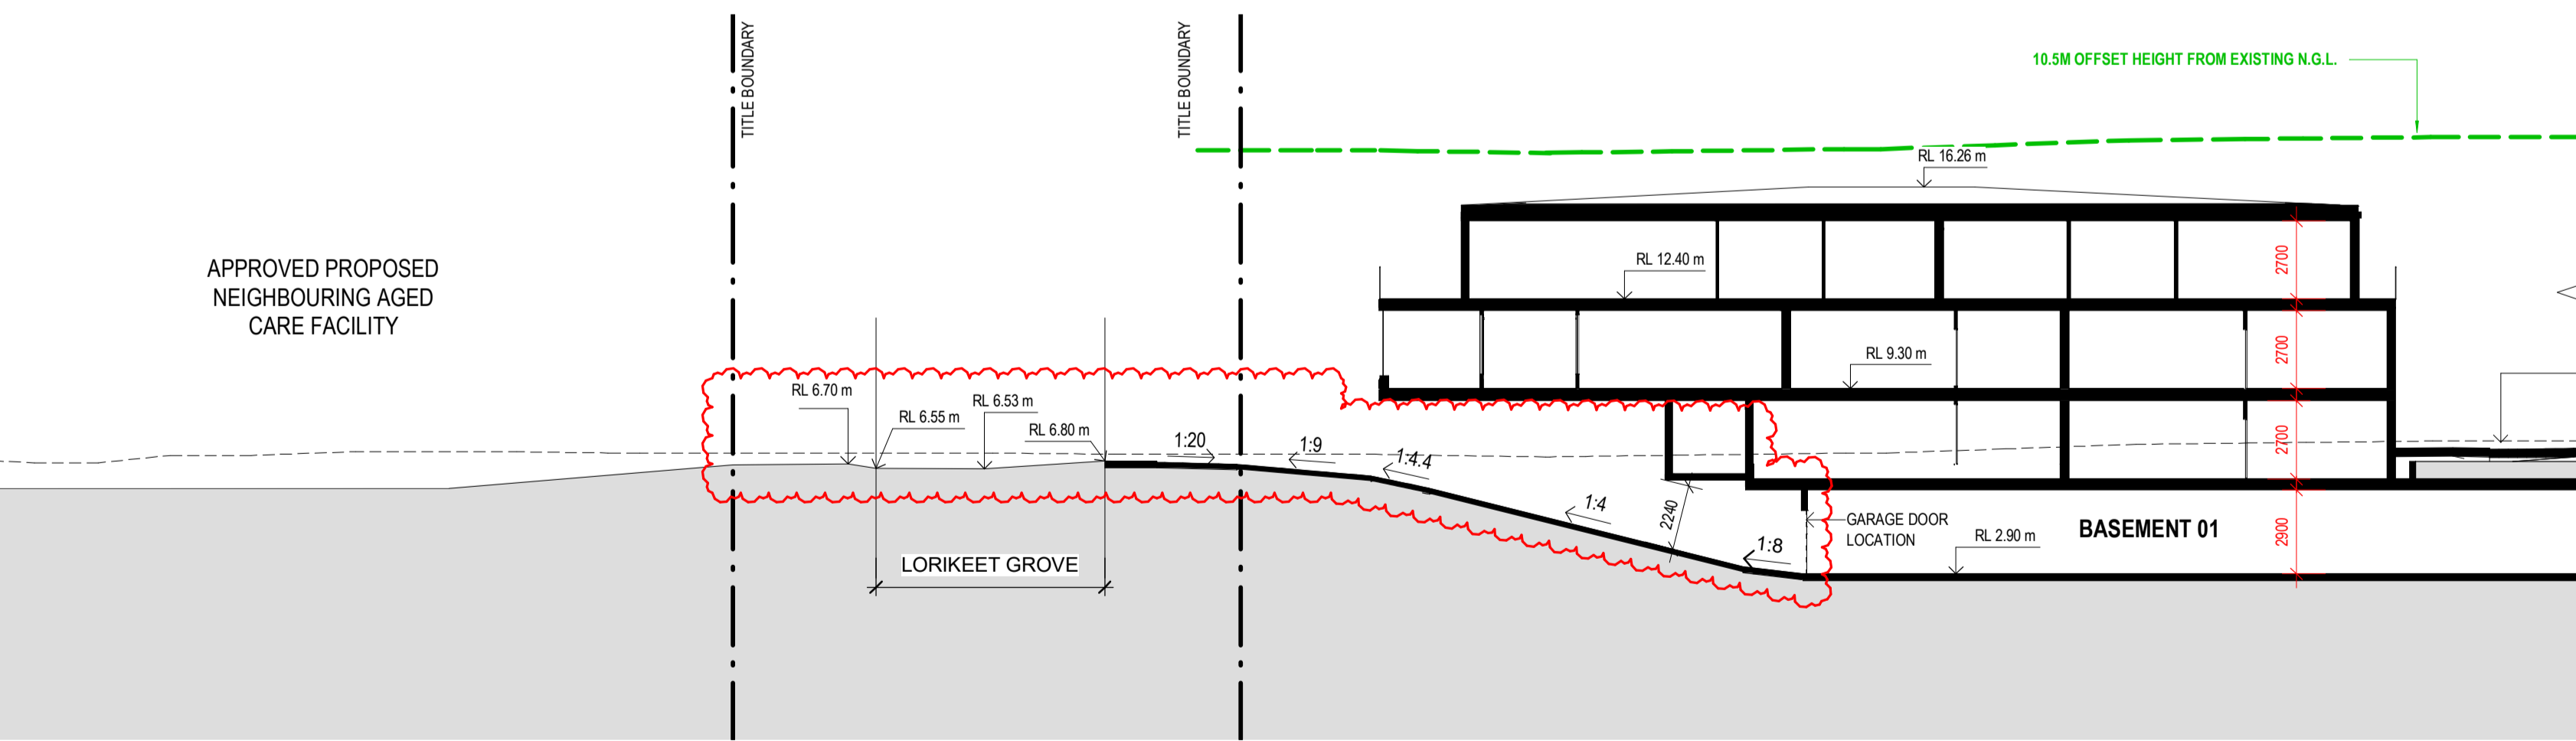 TITLE BOUNDARY
TITLE BOUNDARY
10.5M OFFSET HEIGHT FROM EXISTING N.G.L.
RL 16.26 m
APPROVED PROPOSED
NEIGHBOURING AGED
CARE FACILITY
RL 12.40 m
2700
RL 9.30 m
2700
RL 6.70 m
RL 6.55 m
RL 6.53 m
RL 6.80 m
1:20
1:9
1:4.4
1:4
1:8
2700
2240
GARAGE DOOR
LOCATION
RL 2.90 m
BASEMENT 01
2900
LORIKEET GROVE